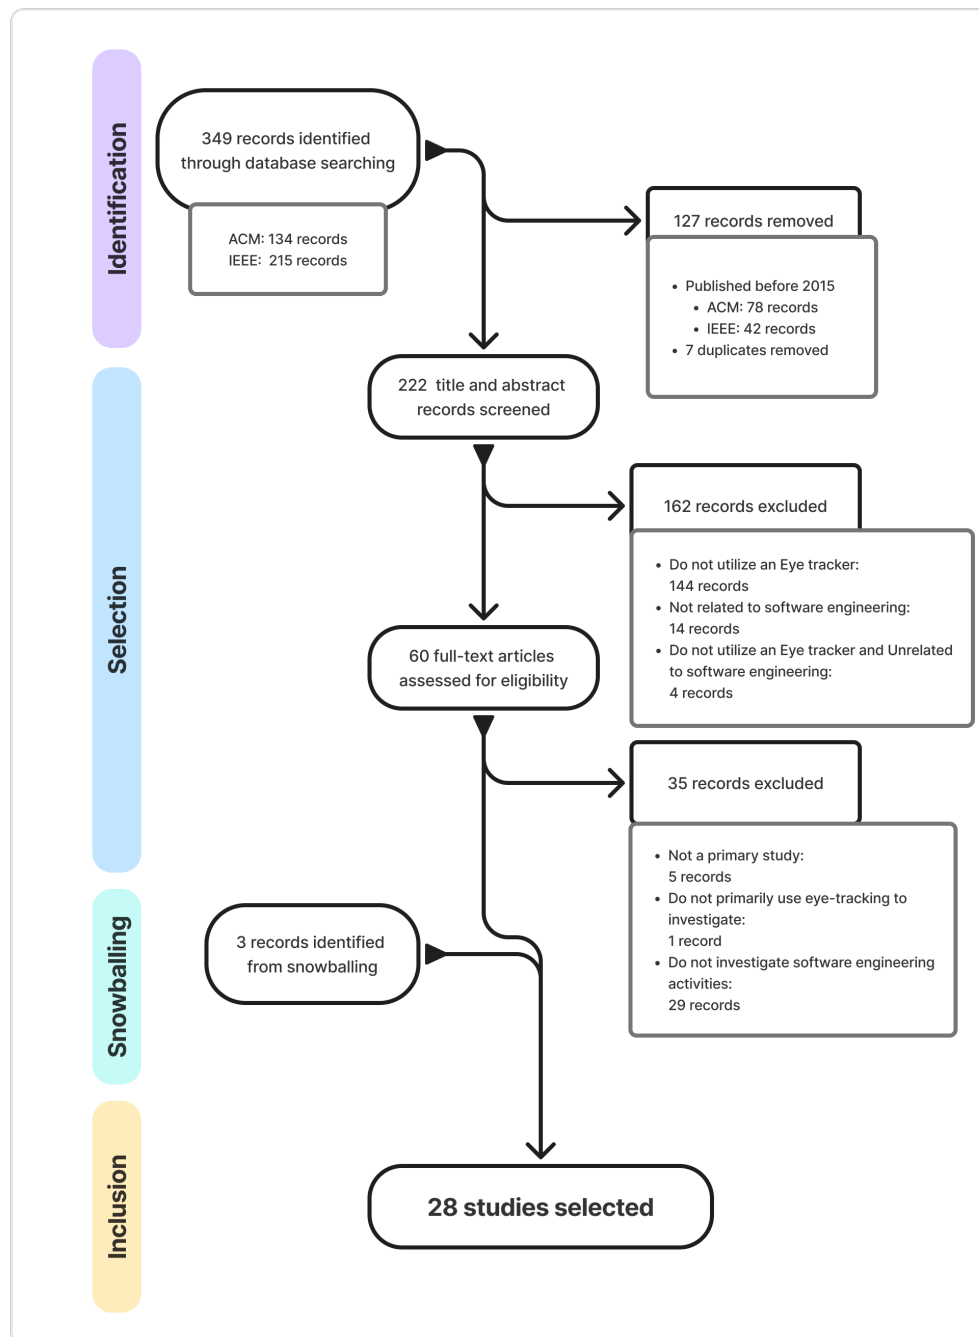 Identification
349 records identified
through database searching
ACM: 134 records
IEEE: 215 records
127 records removed
• Published before 2015
• ACM: 78 records
• IEEE: 42 records
• 7 duplicates removed
222 title and abstract
records screened
Selection
162 records excluded
• Do not utilize an Eye tracker:
144 records
• Not related to software engineering:
14 records
• Do not utilize an Eye tracker and Unrelated
to software engineering:
4 records
60 full-text articles
assessed for eligibility
35 records excluded
• Not a primary study:
5 records
• Do not primarily use eye-tracking to
investigate:
1 record
• Do not investigate software engineering
activities:
29 records
Snowballing
3 records identified
from snowballing
Inclusion
28 studies selected